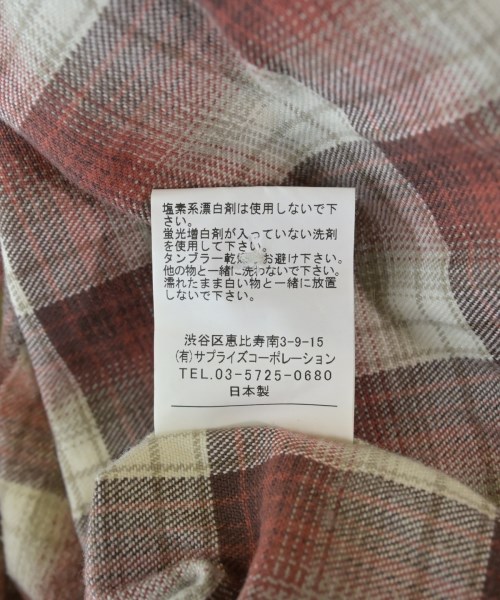 塩素系漂白剤は使用しないで下
さい。
蛍光増白剤が入っていない洗剤
を使用して下さい。
タンブラー乾燥 お避け下さい。
他の物と一緒に洗わないで下さい。
濡れたまま白い物と一緒に放置
しないで下さい。
渋谷区恵比寿南3-9-15
(有)サプライズコーポレーション
TEL.03-5725-0680
日本製